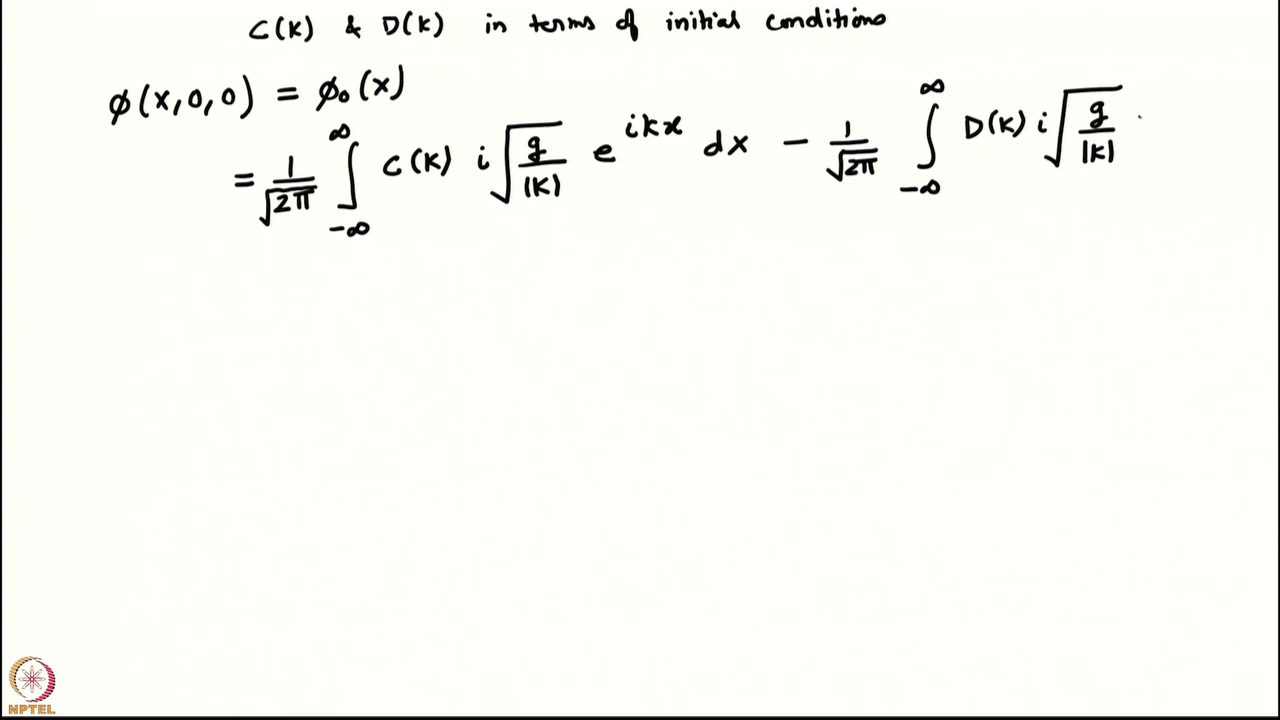 C(k) & D(k) in terms of initial conditions
ϕ(x,0,0) = ϕ₀(x)
= 1/√2π ∫_{-∞}^{∞} C(k) i √(g/|k|) e^{ikx} dx − 1/√2π ∫_{-∞}^{∞} D(k) i √(g/|k|)
NPTEL